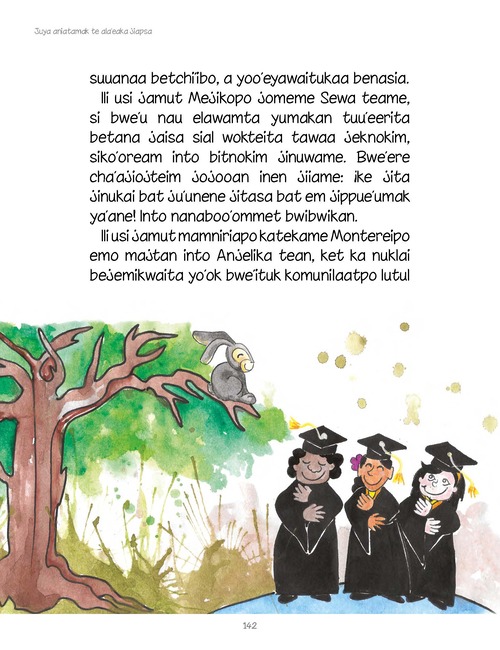 Juya aniatamak te ala'eaka Jiapsa
suuanaa betchi'ibo, a yoo'eyawaitukaa benasia.
Ili usi jamut Mejikopo jomeme Sewa teame,
si bwe'u nau elawamta yumakan tuu'eerita
betana jaisa sial wokteita tawaa jeknokim,
siko'oream into bitnokim jinuwame. Bwe'ere
cha'ajiojteim jojooan inen jiiame: ¡ke jita
jinukai bat ju'unene jitasa bat em jippue'umak
ya'ane! Into nanaboo'ommet bwibwikan.
Ili usi jamut mamniriapo katekame Montereipo
emo majtan into Anjelika tean, ket ka nuklai
bejemikwaita yo'ok bwe'ituk komunilaatpo lutul
142